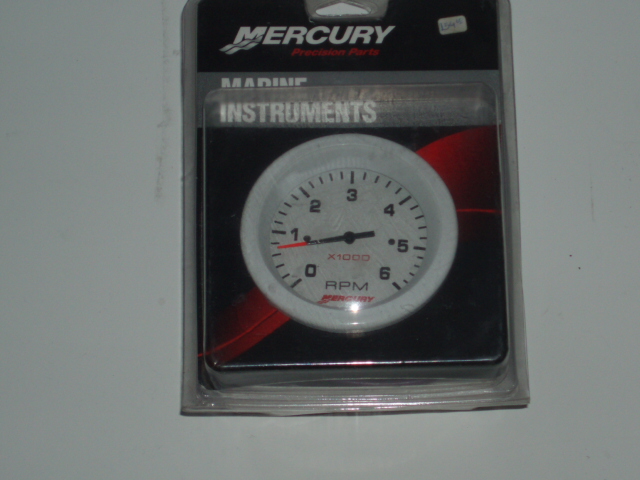 MERCURY
Precision Parts
MARINE
INSTRUMENTS
0
1
2
3
4
5
6
X1000
RPM
MERCURY